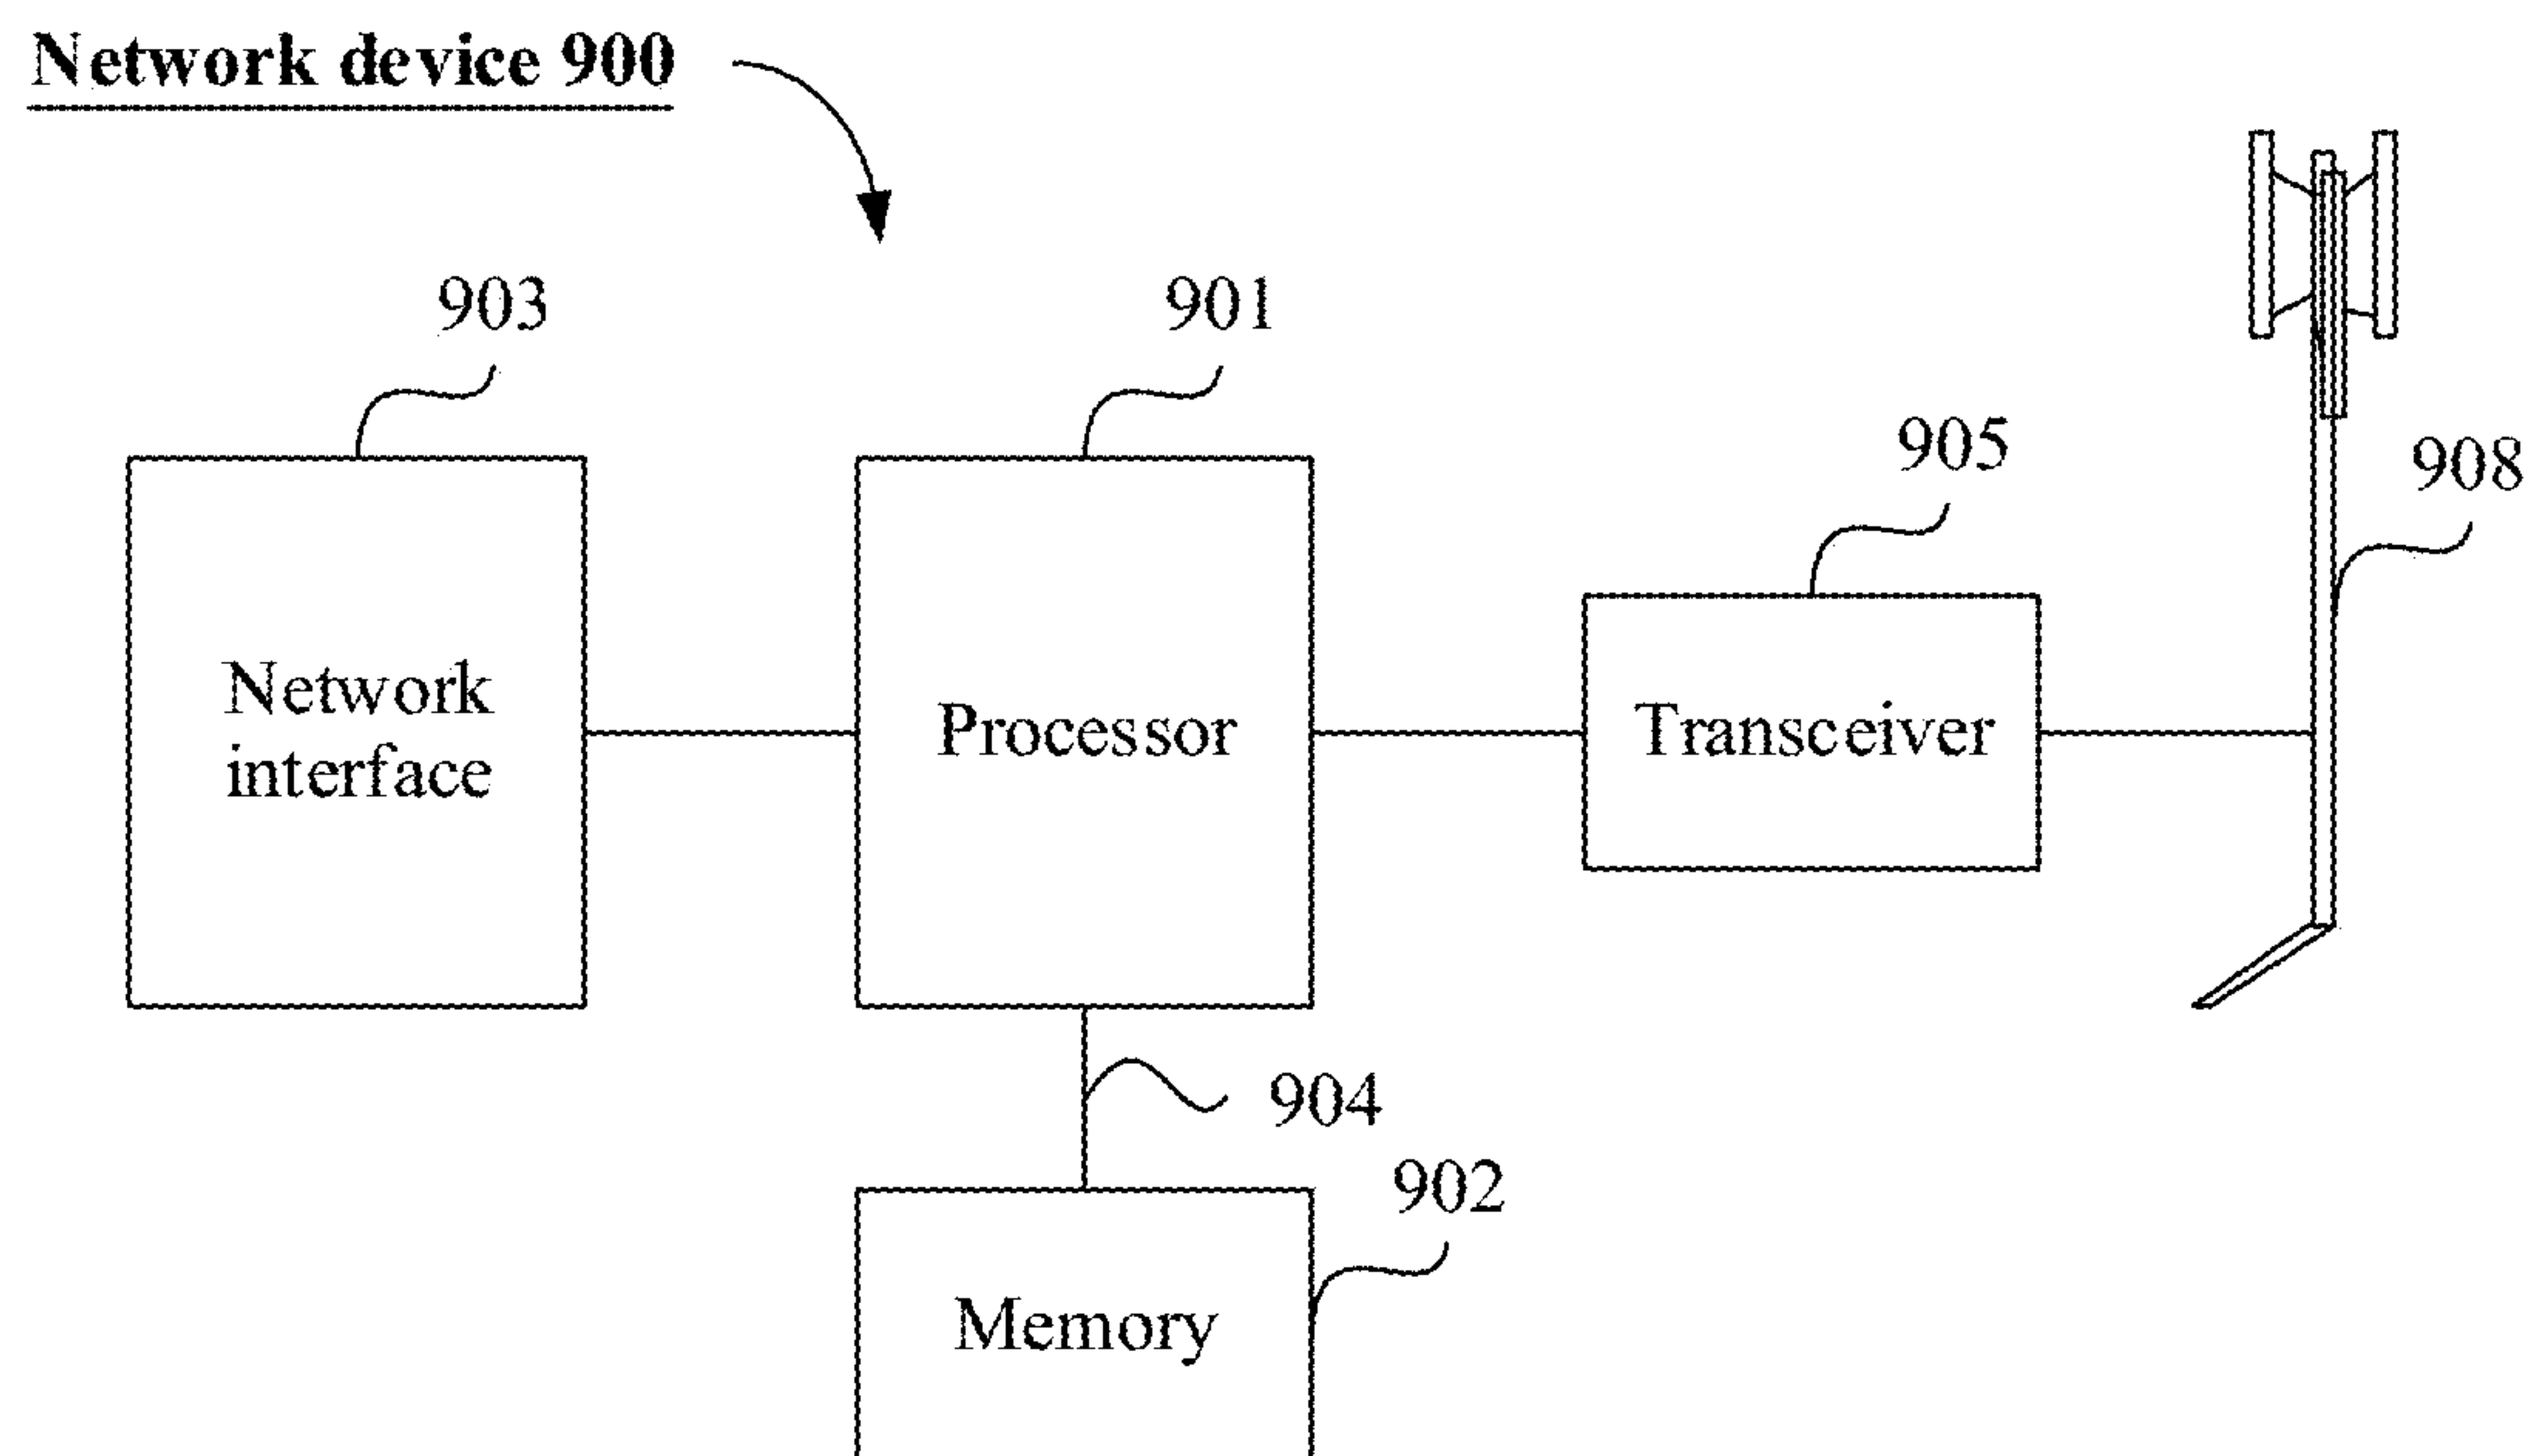 Network device 900
903
901
905
908
Network
interface
Processor
Transceiver
904
902
Memory